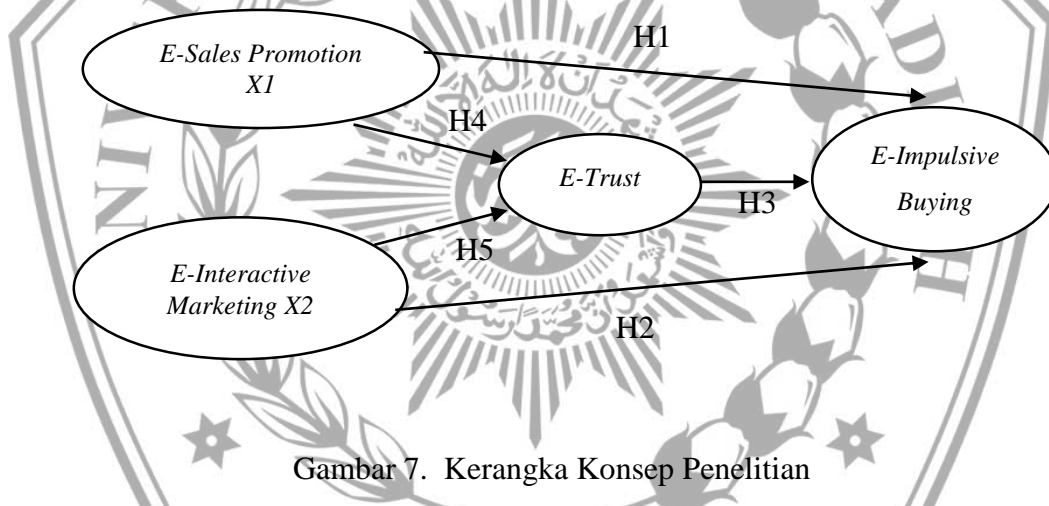 E-Sales Promotion
X1
H1
H4
E-Trust
E-Impulsive
Buying
H3
H5
E-Interactive
Marketing X2
H2
Gambar 7. Kerangka Konsep Penelitian